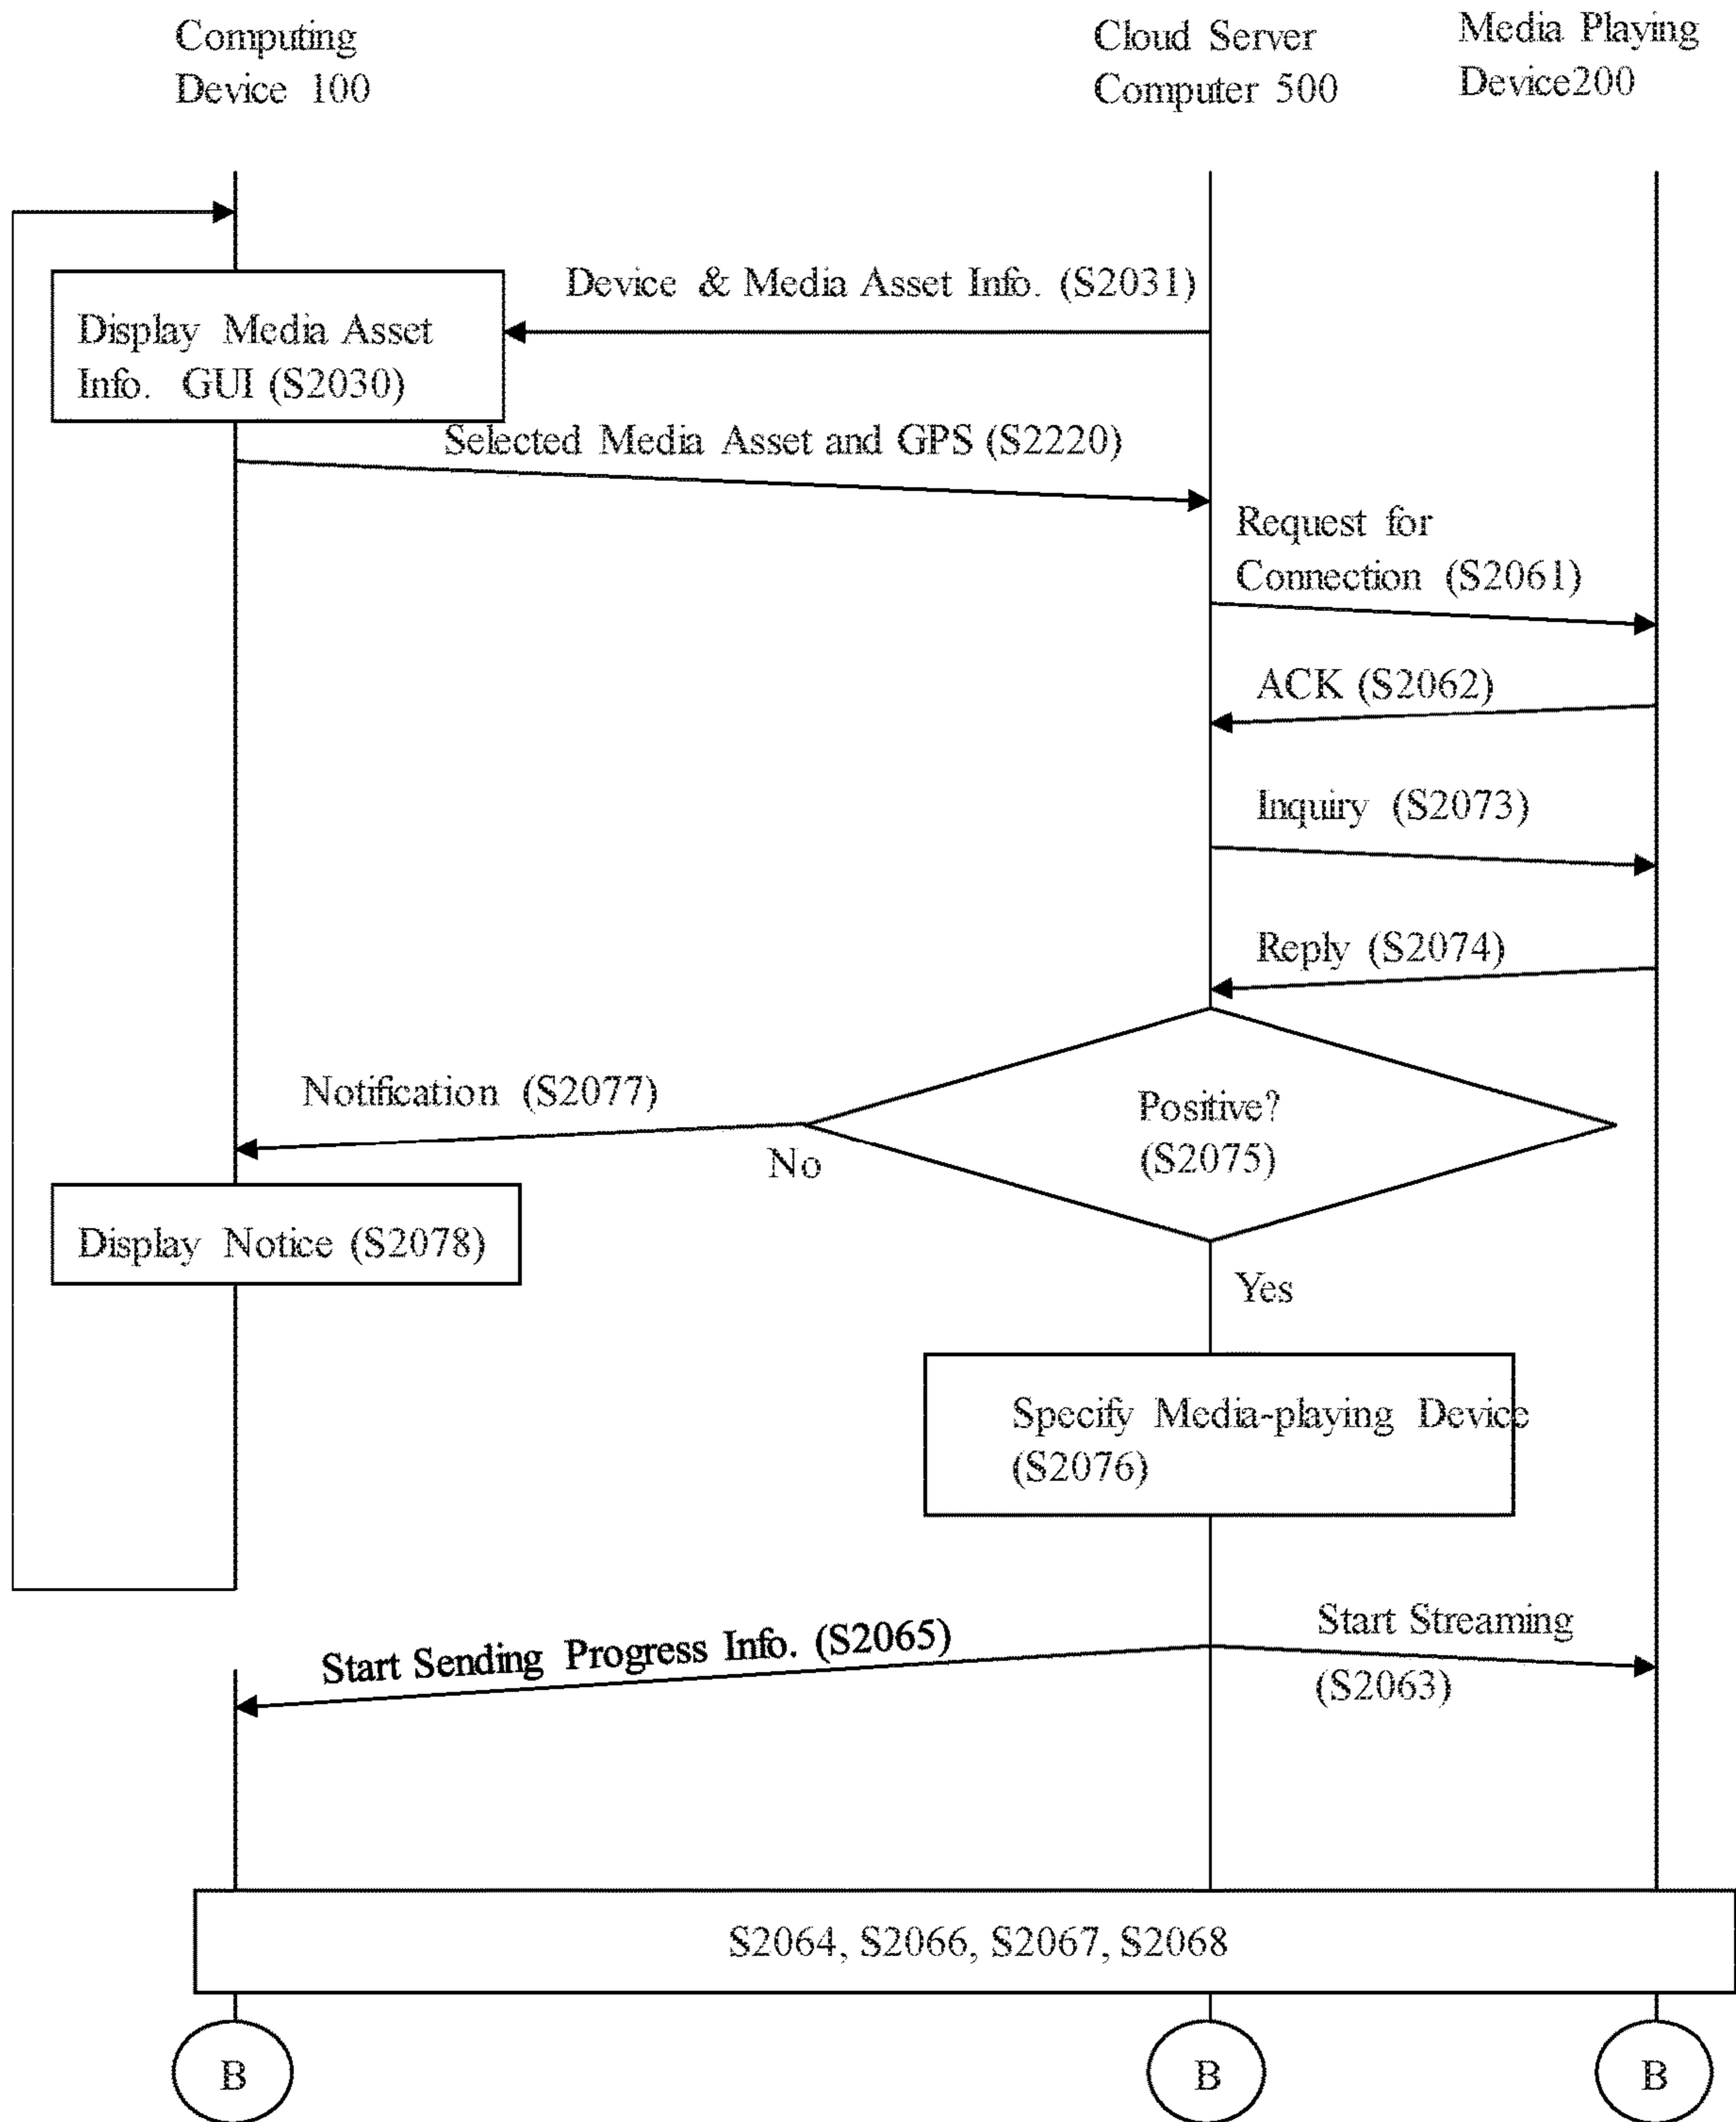 Computing
Device 100
Cloud Server
Computer 500
Media Playing
Device200
Device & Media Asset Info. (S2031)
Display Media Asset
Info. GUI (S2030)
Selected Media Asset and GPS (S2220)
Request for
Connection (S2061)
ACK (S2062)
Inquiry (S2073)
Reply (S2074)
Notification (S2077)
Positive?
(S2075)
No
Display Notice (S2078)
Yes
Specify Media-playing Device
(S2076)
Start Sending Progress Info. (S2065)
Start Streaming
(S2063)
S2064, S2066, S2067, S2068
B
B
B